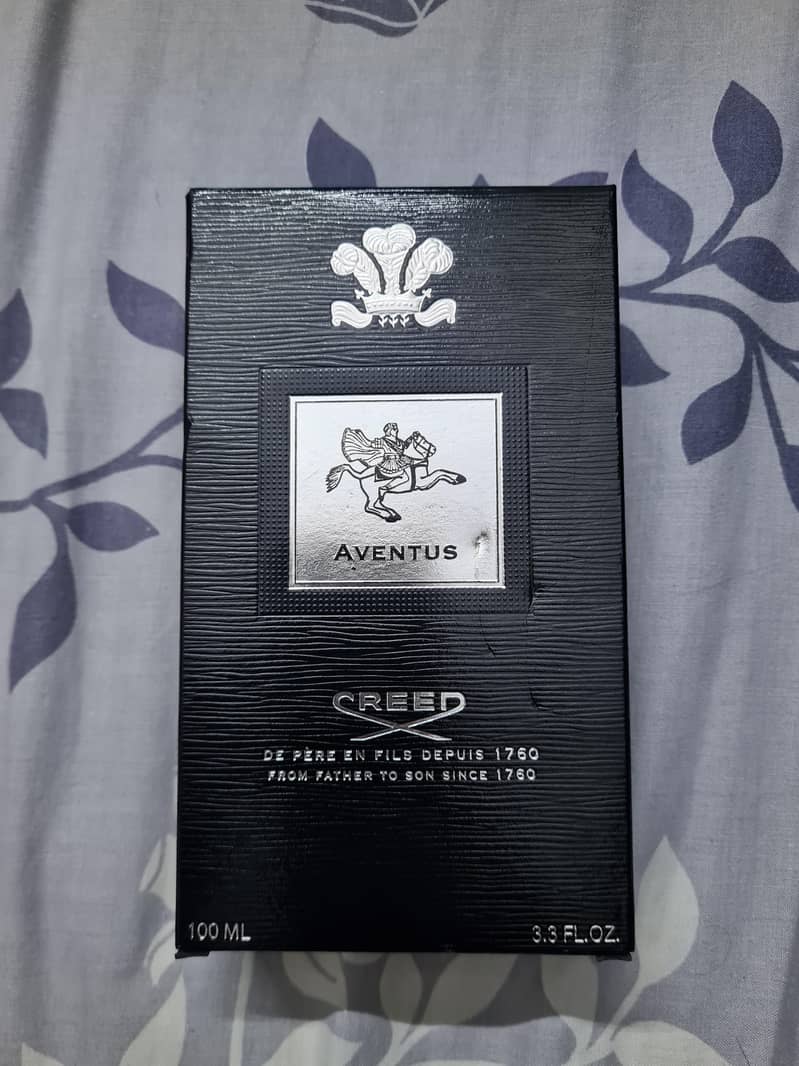 AVENTUS
CREED
DE PÈRE EN FILS DEPUIS 1760
FROM FATHER TO SON SINCE 1760
100 ML
3.3 FL.OZ.